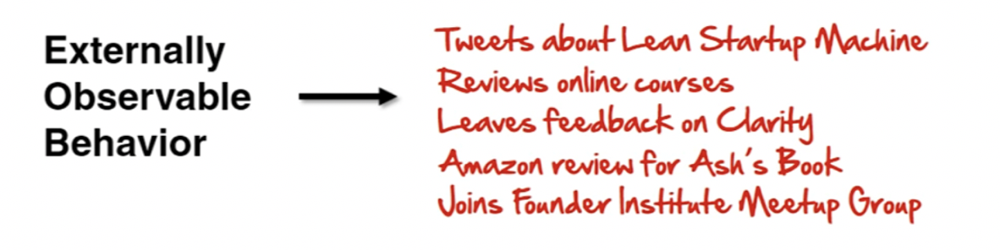 Externally
Observable
Behavior
Tweets about Lean Startup Machine
Reviews online courses
Leaves feedback on Clarity
Amazon review for Ash's Book
Joins Founder Institute Meetup Group